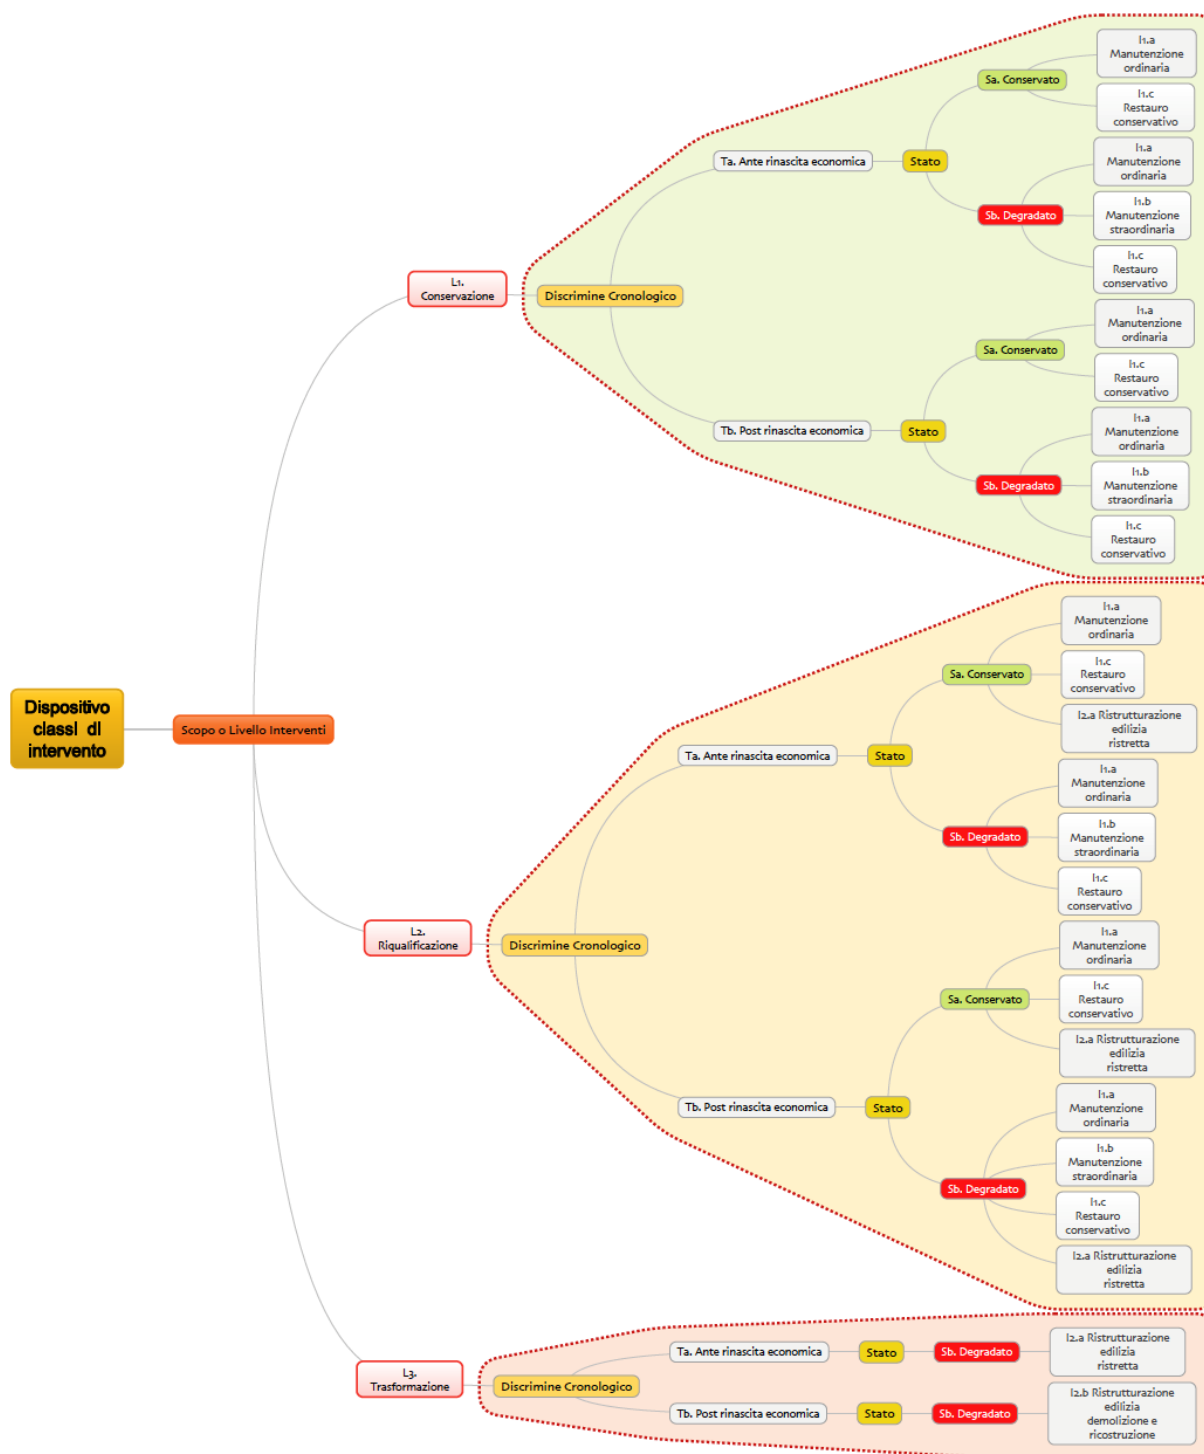 Dispositivo
classi di
intervento
Scopo o Livello Interventi
L1.
Conservazione
Discrimine Cronologico
Ta. Ante rinascita economica
Stato
Sa. Conservato
I1.a
Manutenzione
ordinaria
I1.c
Restauro
conservativo
Sb. Degradato
I1.a
Manutenzione
ordinaria
I1.b
Manutenzione
straordinaria
I1.c
Restauro
conservativo
Tb. Post rinascita economica
Stato
Sa. Conservato
I1.a
Manutenzione
ordinaria
I1.c
Restauro
conservativo
Sb. Degradato
I1.a
Manutenzione
ordinaria
I1.b
Manutenzione
straordinaria
I1.c
Restauro
conservativo
L2.
Riqualificazione
Discrimine Cronologico
Ta. Ante rinascita economica
Stato
Sa. Conservato
I1.a
Manutenzione
ordinaria
I1.c
Restauro
conservativo
I2.a Ristrutturazione
edilizia
ristretta
Sb. Degradato
I1.a
Manutenzione
ordinaria
I1.b
Manutenzione
straordinaria
I1.c
Restauro
conservativo
Tb. Post rinascita economica
Stato
Sa. Conservato
I1.a
Manutenzione
ordinaria
I1.c
Restauro
conservativo
I2.a Ristrutturazione
edilizia
ristretta
Sb. Degradato
I1.a
Manutenzione
ordinaria
I1.b
Manutenzione
straordinaria
I1.c
Restauro
conservativo
I2.a Ristrutturazione
edilizia
ristretta
L3.
Trasformazione
Discrimine Cronologico
Ta. Ante rinascita economica
Stato
Sb. Degradato
I2.a Ristrutturazione
edilizia
ristretta
Tb. Post rinascita economica
Stato
Sb. Degradato
I2.b Ristrutturazione
edilizia
demolizione e
ricostruzione